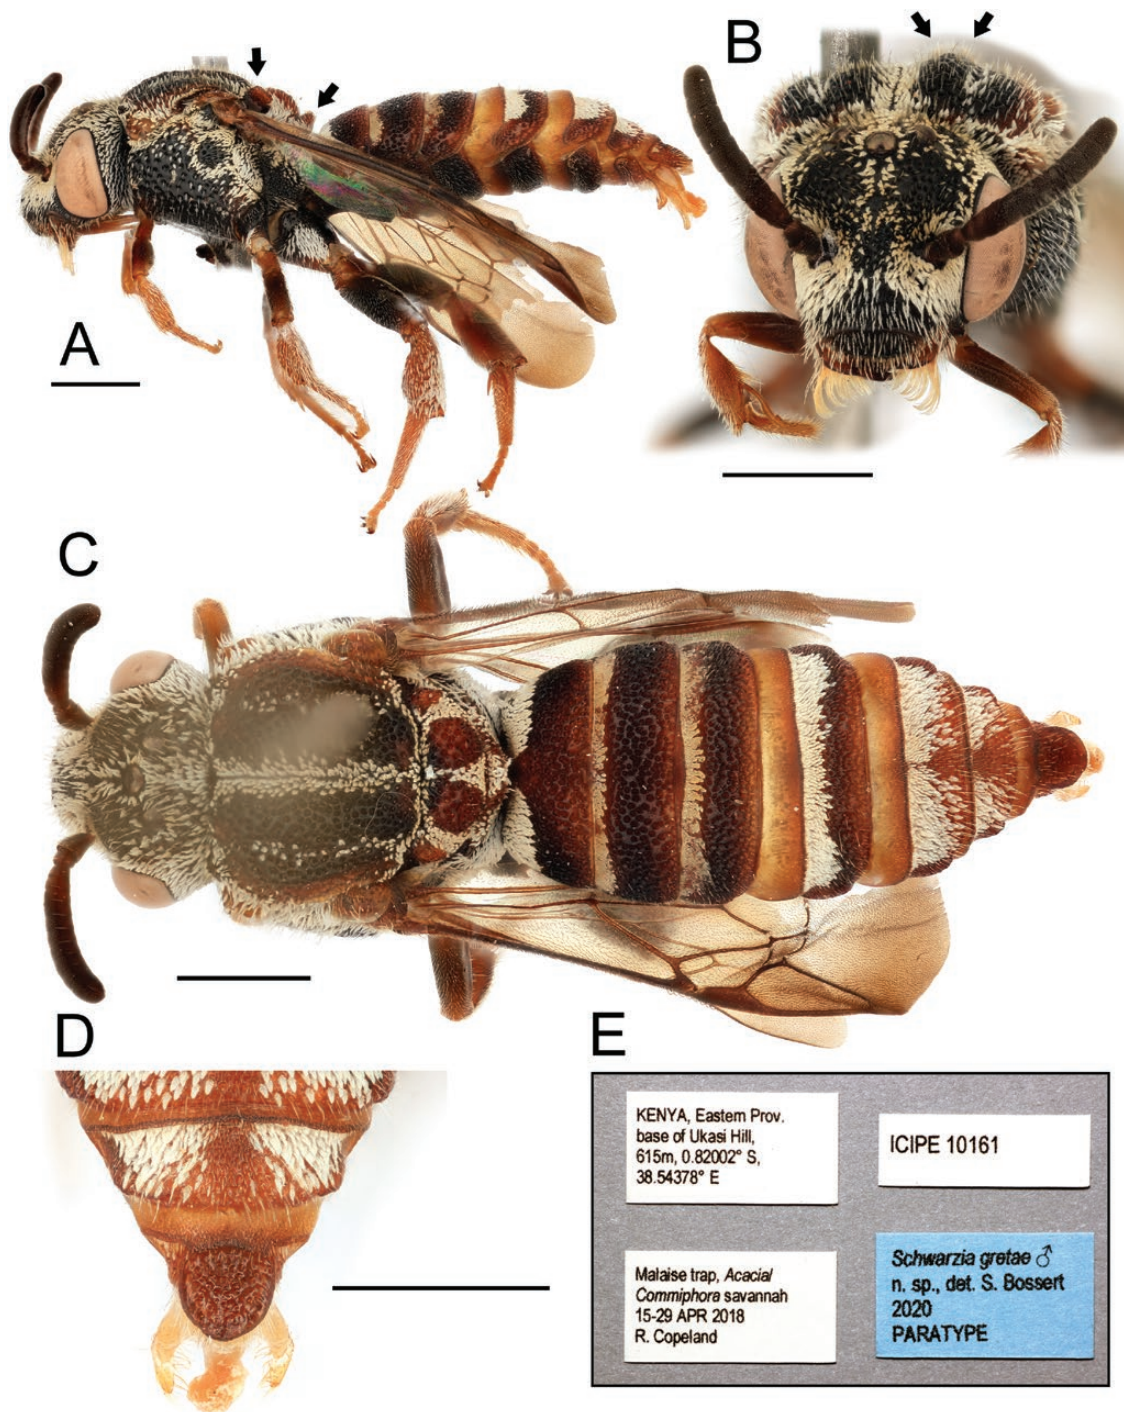 A
B
C
D
E
KENYA, Eastern Prov.
base of Ukasi Hill,
615m, 0.82002° S,
38.54378° E
ICIPE 10161
Malaise trap, Acacial
Commiphora savannah
15-29 APR 2018
R. Copeland
Schwarzia gretae ♂
n. sp., det. S. Bossert
2020
PARATYPE